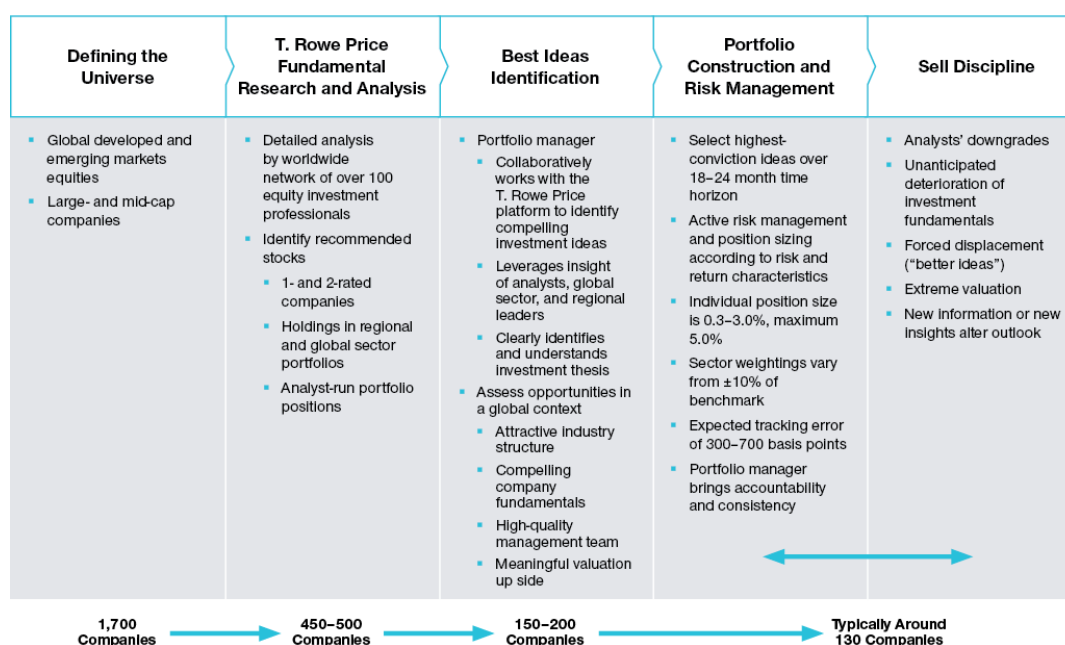 Defining the
Universe
T. Rowe Price
Fundamental
Research and Analysis
Best Ideas
Identification
Portfolio
Construction and
Risk Management
Sell Discipline
Global developed and
emerging markets
equities
Large- and mid-cap
companies
Detailed analysis
by worldwide
network of over 100
equity investment
professionals
Identify recommended
stocks
1- and 2-rated
companies
Holdings in regional
and global sector
portfolios
Analyst-run portfolio
positions
Portfolio manager
Collaboratively
works with the
T. Rowe Price
platform to identify
compelling
investment ideas
Leverages insight
of analysts, global
sector, and regional
leaders
Clearly identifies
and understands
investment thesis
Assess opportunities in
a global context
Attractive industry
structure
Compelling
company
fundamentals
High-quality
management team
Meaningful valuation
up side
Select highest-
conviction ideas over
18–24 month time
horizon
Active risk management
and position sizing
according to risk and
return characteristics
Individual position size
is 0.3–3.0%, maximum
5.0%
Sector weightings vary
from ±10% of
benchmark
Expected tracking error
of 300–700 basis points
Portfolio manager
brings accountability
and consistency
Analysts' downgrades
Unanticipated
deterioration of
investment
fundamentals
Forced displacement
("better ideas")
Extreme valuation
New information or new
insights alter outlook
1,700
Companies
450–500
Companies
150–200
Companies
Typically Around
130 Companies